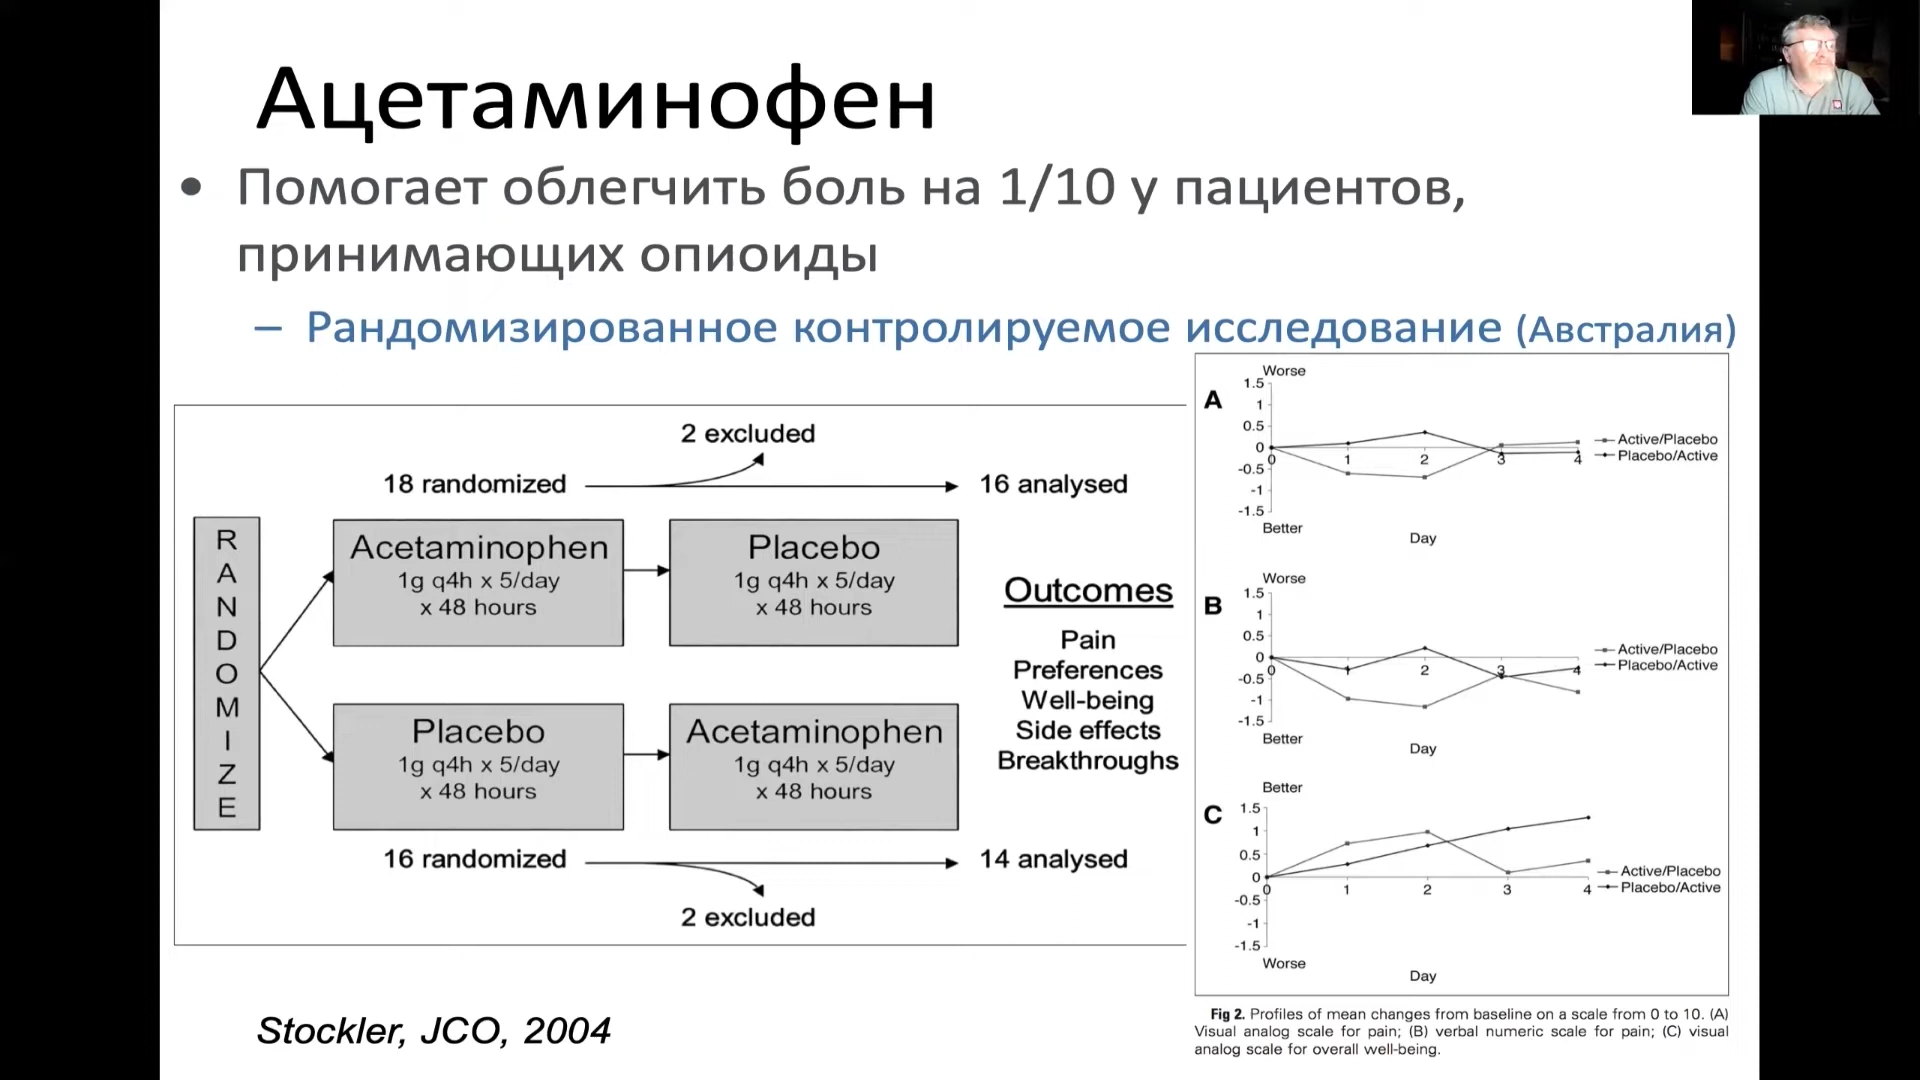 Ацетаминофен
• Помогает облегчить боль на 1/10 у пациентов,
принимающих опиоиды
– Рандомизированное контролируемое исследование (Австралия)
2 excluded
18 randomized
16 analysed
RANDOMIZE
Acetaminophen
1g q4h x 5/day
x 48 hours
Placebo
1g q4h x 5/day
x 48 hours
Placebo
1g q4h x 5/day
x 48 hours
Acetaminophen
1g q4h x 5/day
x 48 hours
Outcomes
Pain
Preferences
Well-being
Side effects
Breakthroughs
16 randomized
14 analysed
2 excluded
Stockler, JCO, 2004
A
Worse
1.5
1
0.5
0
-0.5
-1
-1.5
Better
0 1 2 3 4
Day
Active/Placebo
Placebo/Active
B
Worse
1.5
1
0.5
0
-0.5
-1
-1.5
Better
0 1 2 3 4
Day
Active/Placebo
Placebo/Active
C
Better
1.5
1
0.5
0
-0.5
-1
-1.5
Worse
0 1 2 3 4
Day
Active/Placebo
Placebo/Active
Fig 2. Profiles of mean changes from baseline on a scale from 0 to 10. (A)
Visual analog scale for pain; (B) verbal numeric scale for pain; (C) visual
analog scale for overall well-being.